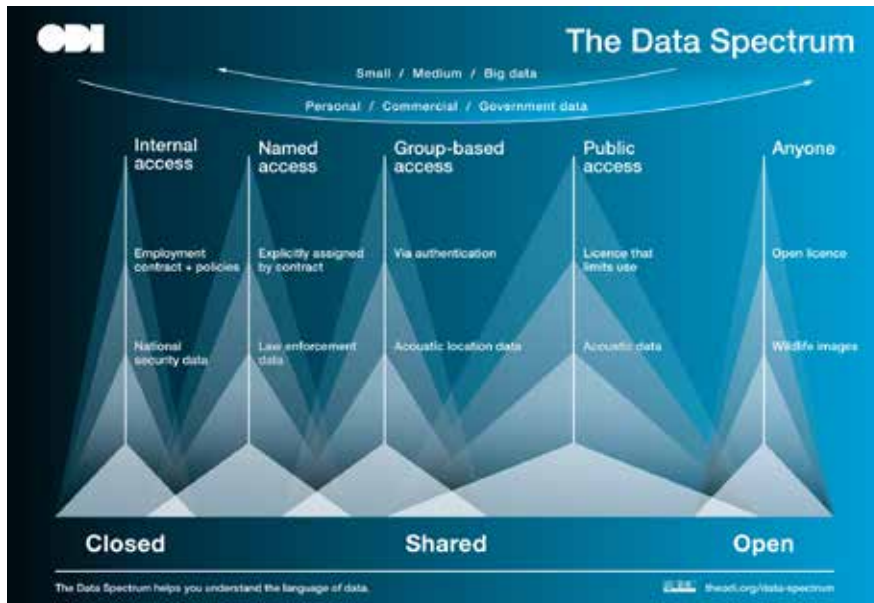 ODI
The Data Spectrum
Small / Medium / Big data
Personal / Commercial / Government data
Internal
access
Named
access
Group-based
access
Public
access
Anyone
Employment
contract + policies
Explicitly assigned
by contract
Via authentication
Licence that
limits use
Open licence
National
security data
Law enforcement
data
Acoustic location data
Acoustic data
Wildlife images
Closed
Shared
Open
The Data Spectrum helps you understand the language of data.
theodi.org/data-spectrum